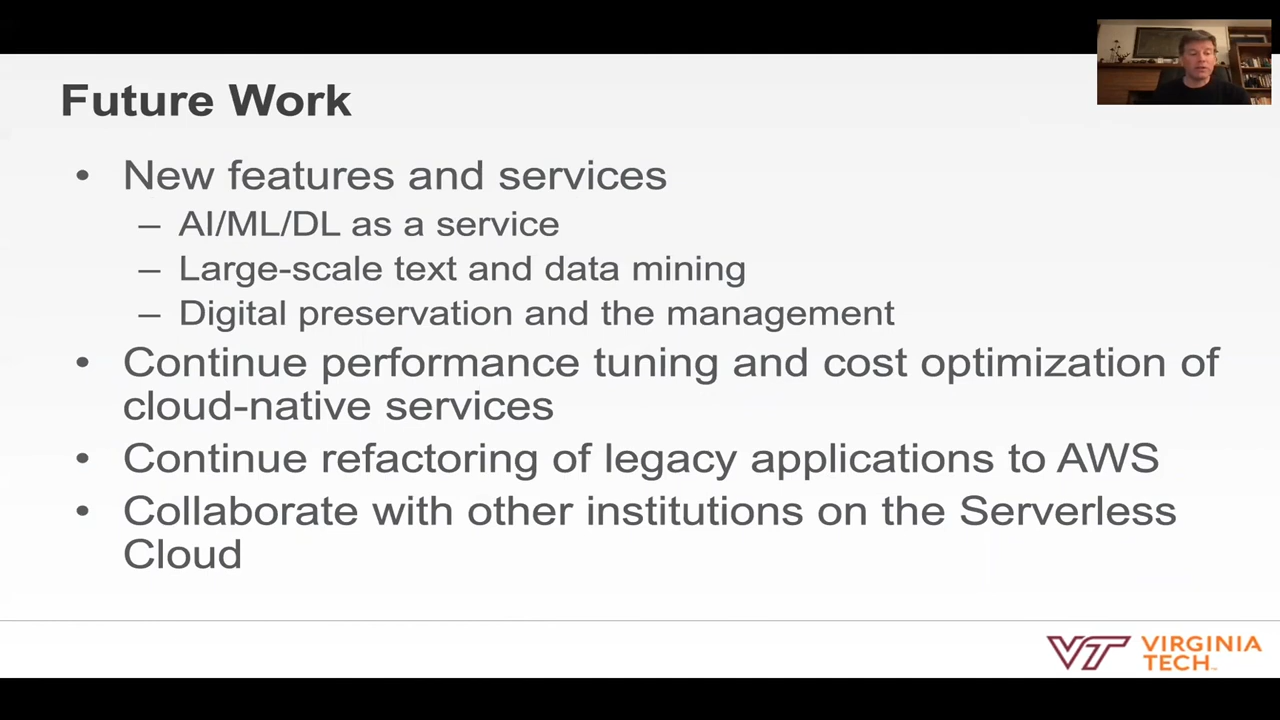 Future Work
• New features and services
– AI/ML/DL as a service
– Large-scale text and data mining
– Digital preservation and the management
• Continue performance tuning and cost optimization of
cloud-native services
• Continue refactoring of legacy applications to AWS
• Collaborate with other institutions on the Serverless
Cloud
VT VIRGINIA
TECH